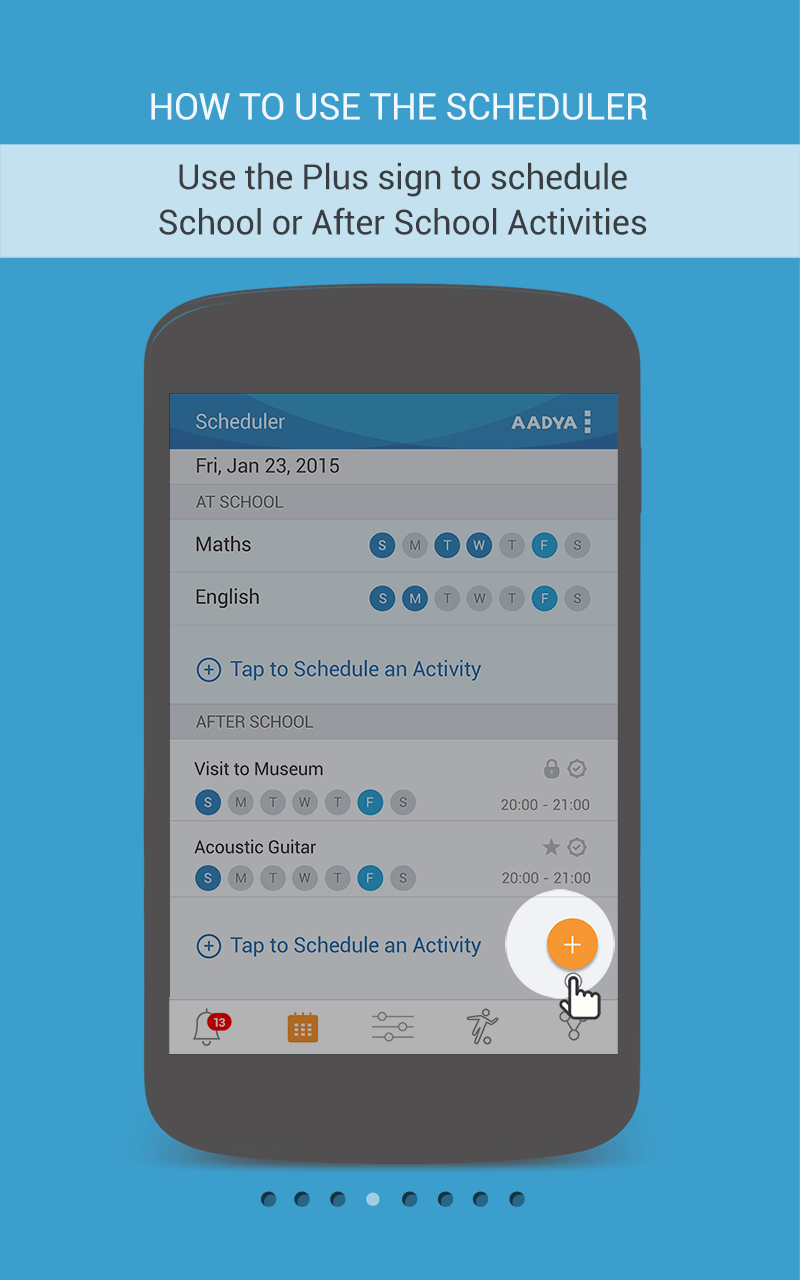 HOW TO USE THE SCHEDULER
Use the Plus sign to schedule
School or After School Activities
Scheduler AADYA
Fri, Jan 23, 2015
AT SCHOOL
Maths S M T W T F S
English S M T W T F S
Tap to Schedule an Activity
AFTER SCHOOL
Visit to Museum
S M T W T F S 20:00 - 21:00
Acoustic Guitar
S M T W T F S 20:00 - 21:00
Tap to Schedule an Activity
13